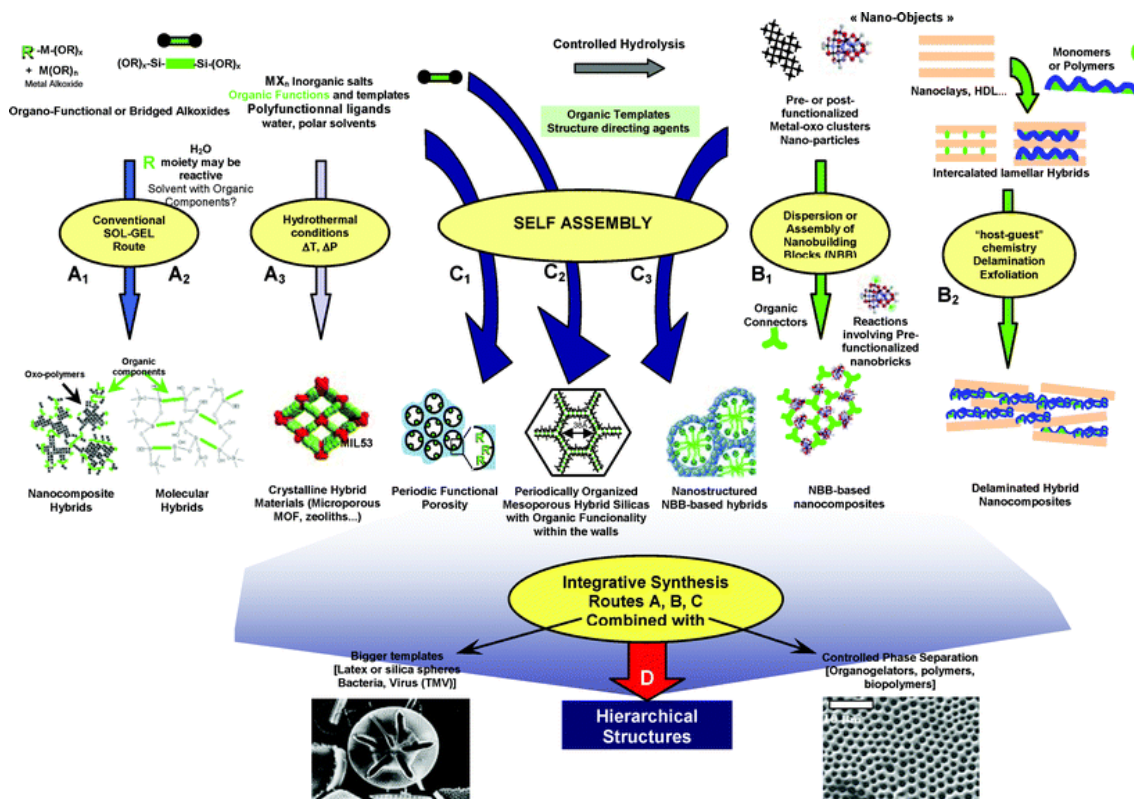 « Nano-Objects »
R-M-(OR)x
+ M(OR)n
Metal Alkoxide
(OR)x-Si- -Si-(OR)x
Organo-Functional or Bridged Alkoxides
MXn Inorganic salts
Organic Functions and templates
Polyfunctionnal ligands
water, polar solvents
Controlled Hydrolysis
Organic Templates
Structure directing agents
Pre- or post-
functionalized
Metal-oxo clusters
Nano-particles
Nanoclays, HDL...
Monomers
or Polymers
Intercalated lamellar Hybrids
H2O
R moiety may be
reactive
Solvent with Organic
Components?
Conventional
SOL-GEL
Route
A1
A2
Hydrothermal
conditions
ΔT, ΔP
A3
SELF ASSEMBLY
C1
C2
C3
Dispersion or
Assembly of
Nanobuilding
Blocks (NBB)
B1
"host-guest"
chemistry
Delamination
Exfoliation
B2
Organic
Connectors
Reactions
involving Pre-
functionalized
nanobricks
Oxo-polymers
Organic
components
MIL53
R
R
Nanocomposite
Hybrids
Molecular
Hybrids
Crystalline Hybrid
Materials (Microporous
MOF, zeoliths...)
Periodic Functional
Porosity
Periodically Organized
Mesoporous Hybrid Silicas
with Organic Funcionality
within the walls
Nanostructured
NBB-based hybrids
NBB-based
nanocomposites
Delaminated Hybrid
Nanocomposites
Integrative Synthesis
Routes A, B, C
Combined with
Bigger templates
[Latex or silica spheres
Bacteria, Virus (TMV)]
D
Controlled Phase Separation
[Organogelators, polymers,
biopolymers]
Hierarchical
Structures